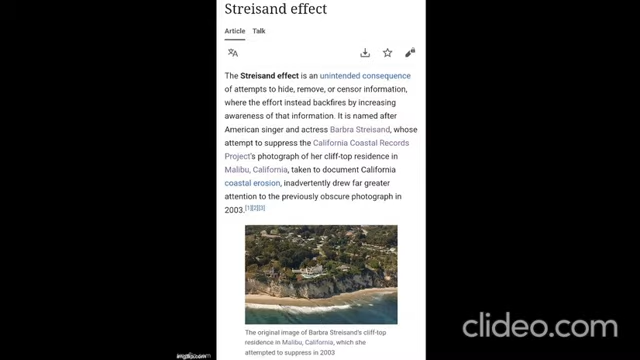 Streisand effect
Article Talk
The Streisand effect is an unintended consequence
of attempts to hide, remove, or censor information,
where the effort instead backfires by increasing
awareness of that information. It is named after
American singer and actress Barbra Streisand, whose
attempt to suppress the California Coastal Records
Project's photograph of her cliff-top residence in
Malibu, California, taken to document California
coastal erosion, inadvertently drew far greater
attention to the previously obscure photograph in
2003.[1][2][3]
The original image of Barbra Streisand's cliff-top
residence in Malibu, California, which she
attempted to suppress in 2003
clideo.com